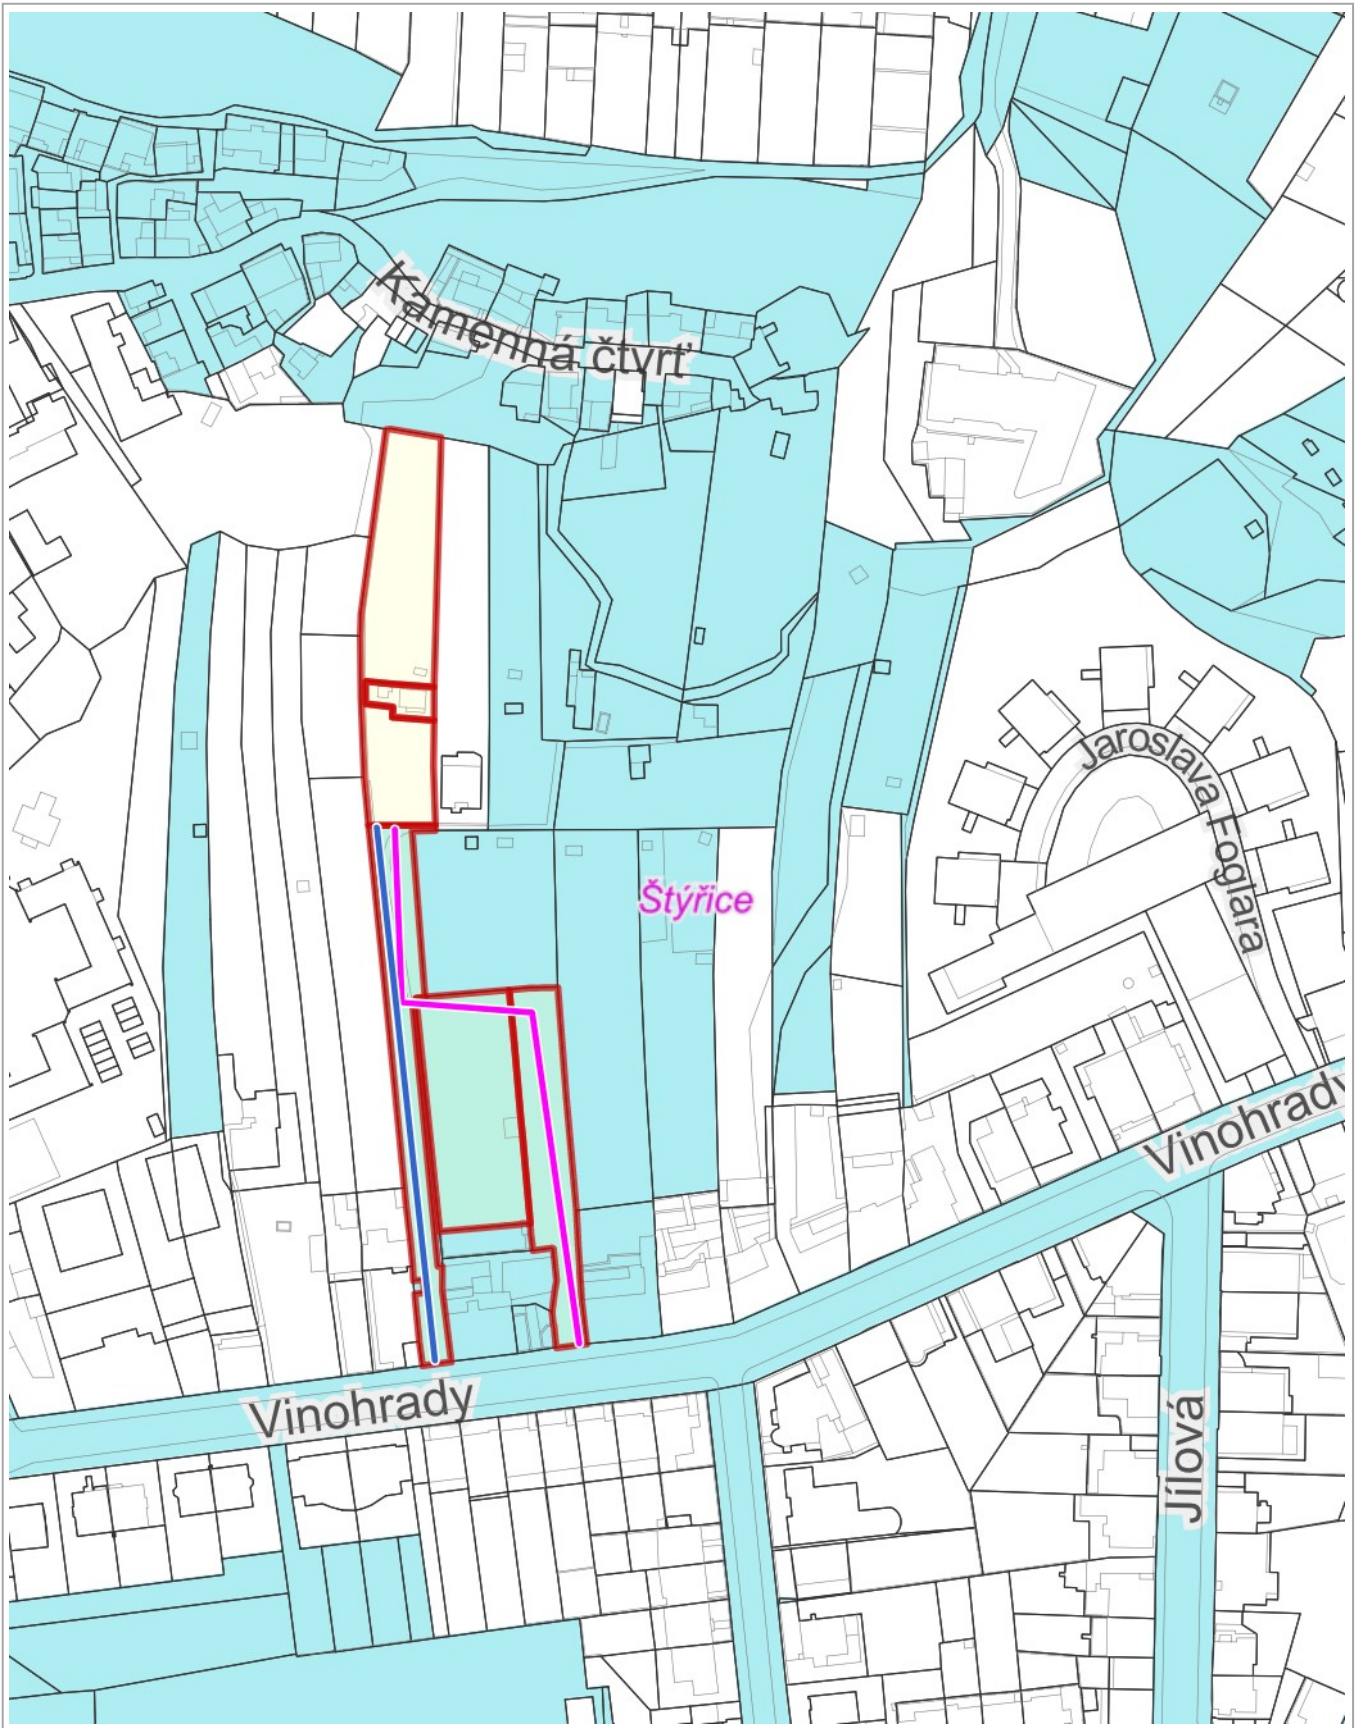 Kamenná čtvrť
Jaroslava Foglara
Štýřice
Vinohrady
Vinohrady
Jílová